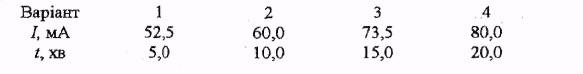 Варіант 1 2 3 4
I, мА 52,5 60,0 73,5 80,0
t, хв 5,0 10,0 15,0 20,0